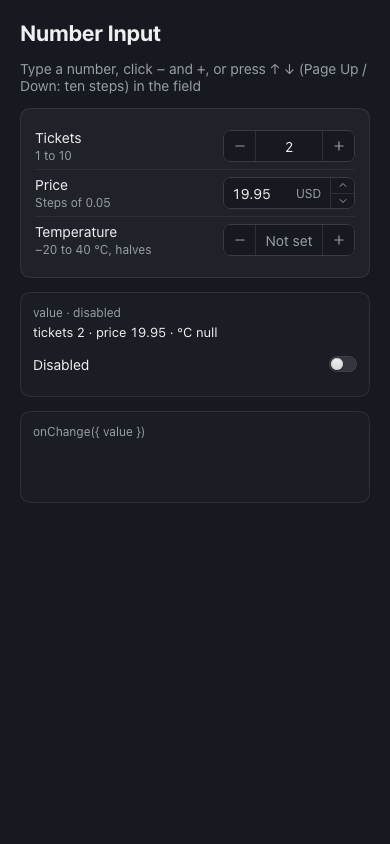 Number Input
Type a number, click − and +, or press ↑ ↓ (Page Up /
Down: ten steps) in the field
Tickets
1 to 10
− 2 +
Price
Steps of 0.05
19.95 USD
Temperature
−20 to 40 °C, halves
− Not set +
value · disabled
tickets 2 · price 19.95 · °C null
Disabled
onChange({ value })